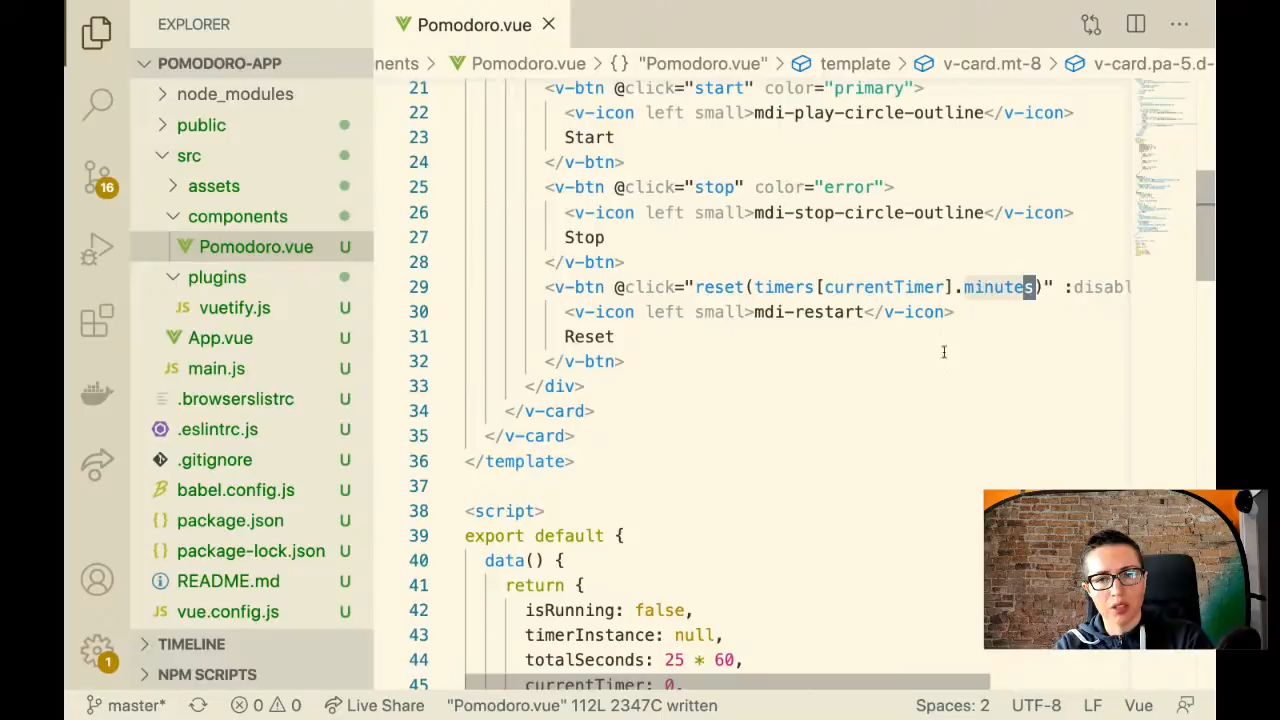 EXPLORER
POMODORO-APP
node_modules
public
src
assets
components
Pomodoro.vue U
plugins
JS vuetify.js U
App.vue U
JS main.js U
.browserslistrc U
.eslintrc.js U
.gitignore U
babel.config.js U
{} package.json U
{} package-lock.json U
README.md U
JS vue.config.js U
TIMELINE
NPM SCRIPTS
16
1
Pomodoro.vue
nents > Pomodoro.vue > {} "Pomodoro.vue" > template > v-card.mt-8 > v-card.pa-5.d-
21 <v-btn @click="start" color="primary">
22 <v-icon left small>mdi-play-circle-outline</v-icon>
23 Start
24 </v-btn>
25 <v-btn @click="stop" color="error">
26 <v-icon left small>mdi-stop-circle-outline</v-icon>
27 Stop
28 </v-btn>
29 <v-btn @click="reset(timers[currentTimer].minutes)" :disabl
30 <v-icon left small>mdi-restart</v-icon>
31 Reset
32 </v-btn>
33 </div>
34 </v-card>
35 </v-card>
36 </template>
37
38 <script>
39 export default {
40 data() {
41 return {
42 isRunning: false,
43 timerInstance: null,
44 totalSeconds: 25 * 60,
45 currentTimer: 0,
master* 0 0 Live Share "Pomodoro.vue" 112L 2347C written Spaces: 2 UTF-8 LF Vue